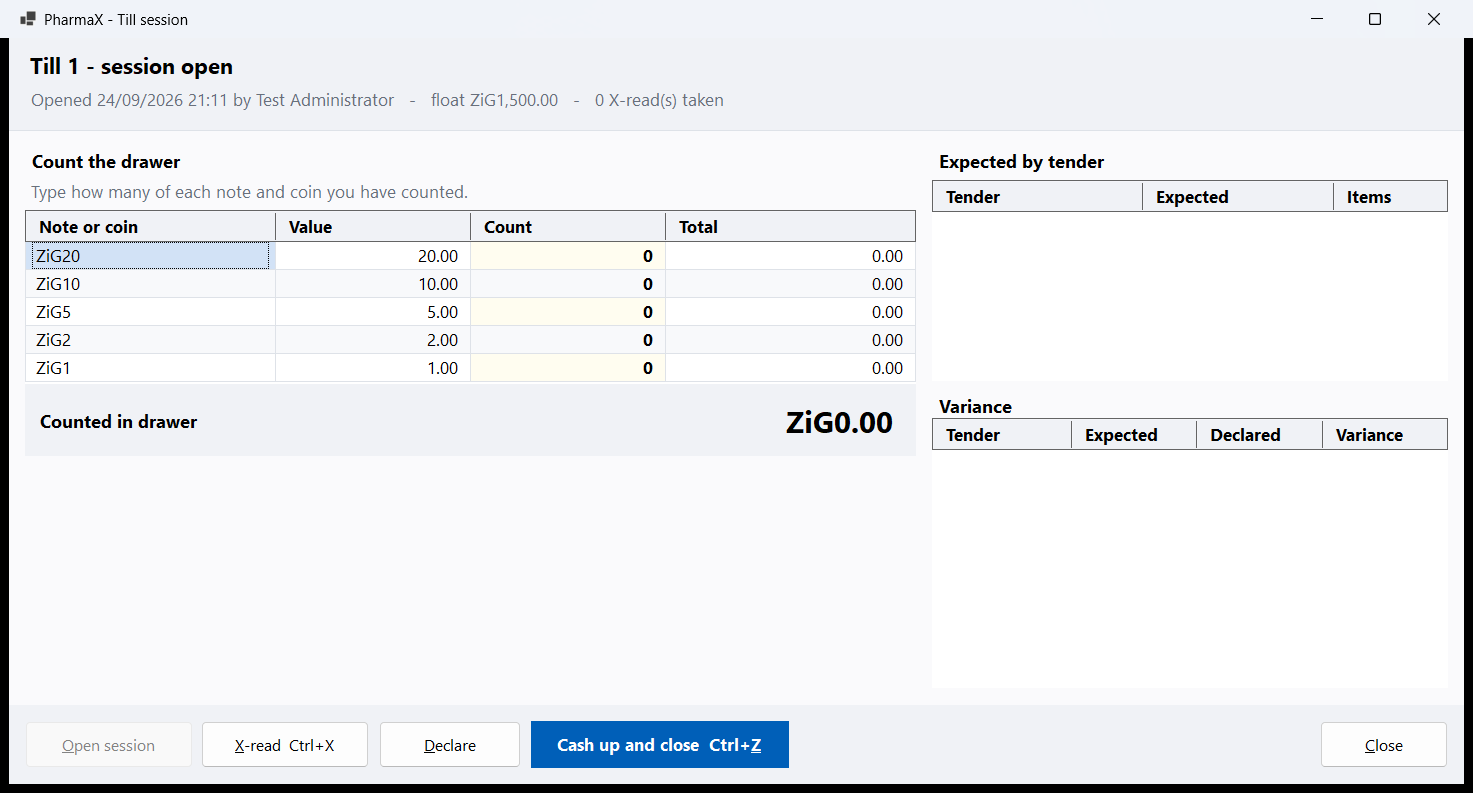 PharmaX - Till session
Till 1 - session open
Opened 24/09/2026 21:11 by Test Administrator - float ZiG1,500.00 - 0 X-read(s) taken
Count the drawer
Type how many of each note and coin you have counted.
Note or coin Value Count Total
ZiG20 20.00 0 0.00
ZiG10 10.00 0 0.00
ZiG5 5.00 0 0.00
ZiG2 2.00 0 0.00
ZiG1 1.00 0 0.00
Counted in drawer ZiG0.00
Expected by tender
Tender Expected Items
Variance
Tender Expected Declared Variance
Open session X-read Ctrl+X Declare Cash up and close Ctrl+Z Close